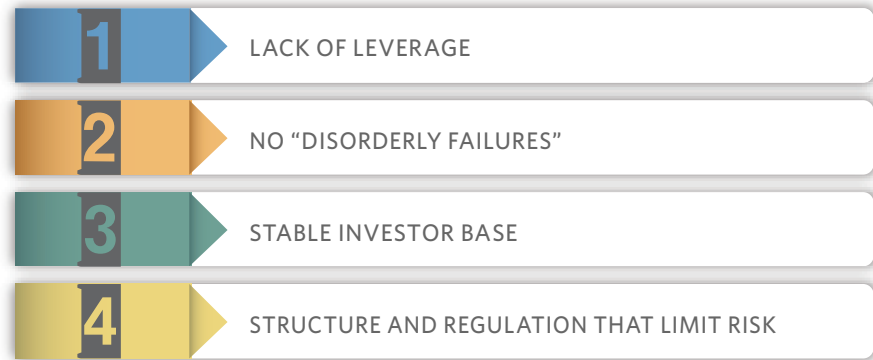 1 LACK OF LEVERAGE
2 NO “DISORDERLY FAILURES”
3 STABLE INVESTOR BASE
4 STRUCTURE AND REGULATION THAT LIMIT RISK